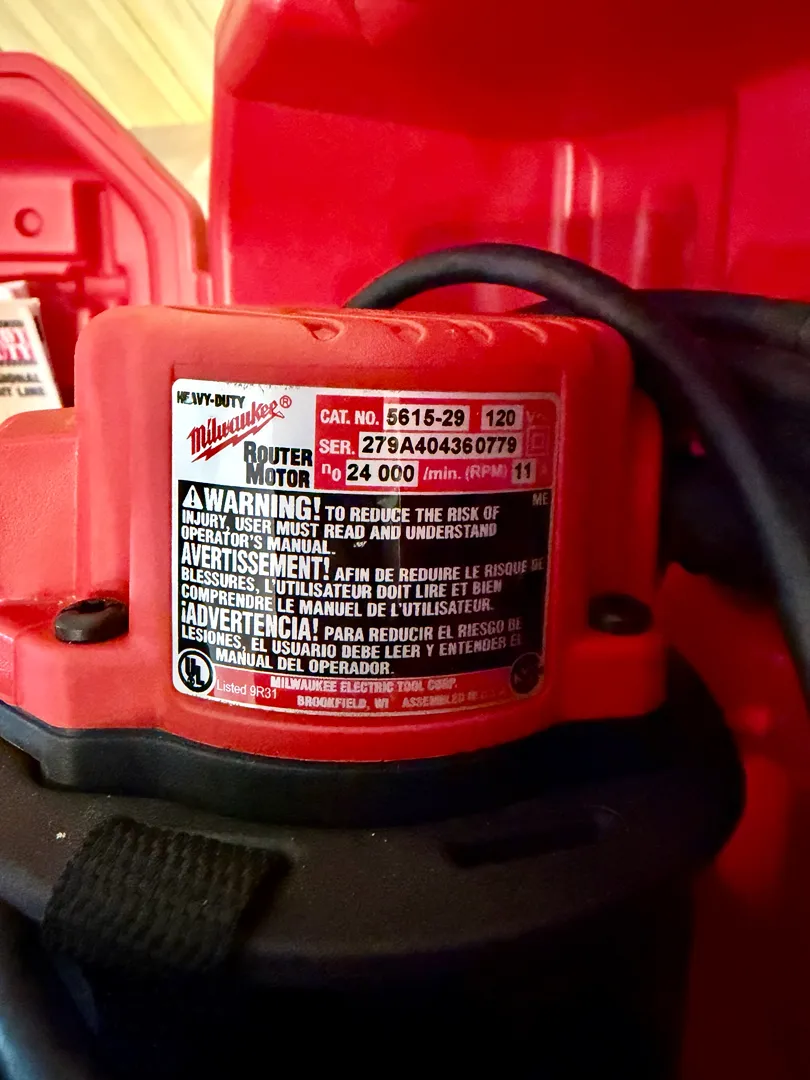 HEAVY-DUTY
Milwaukee®
ROUTER
MOTOR
CAT. NO. 5615-29 120 V~
SER. 279A404360779
n0 24 000 /min. (RPM) 11 A
ME
⚠WARNING! TO REDUCE THE RISK OF
INJURY, USER MUST READ AND UNDERSTAND
OPERATOR'S MANUAL.
AVERTISSEMENT! AFIN DE REDUIRE LE RISQUE DE
BLESSURES, L'UTILISATEUR DOIT LIRE ET BIEN
COMPRENDRE LE MANUEL DE L'UTILISATEUR.
¡ADVERTENCIA! PARA REDUCIR EL RIESGO DE
LESIONES, EL USUARIO DEBE LEER Y ENTENDER EL
MANUAL DEL OPERADOR.
UL
Listed 9R31
MILWAUKEE ELECTRIC TOOL CORP.
BROOKFIELD, WI ASSEMBLED IN